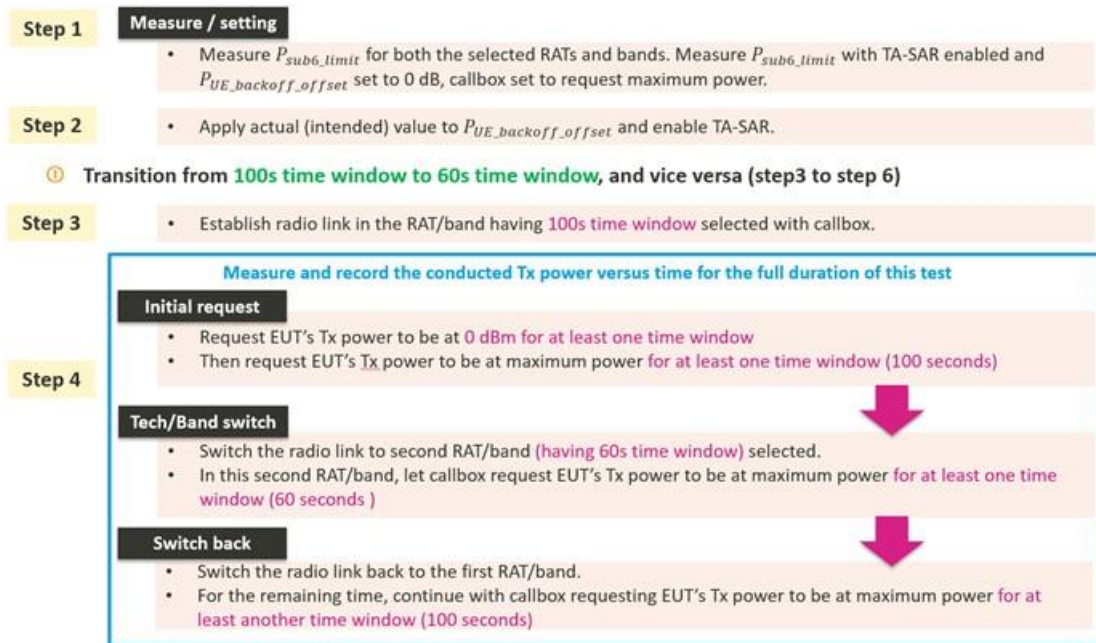 Step 1
Measure / setting
• Measure P_sub6_limit for both the selected RATs and bands. Measure P_sub6_limit with TA-SAR enabled and
P_UE_backoff_offset set to 0 dB, callbox set to request maximum power.
Step 2
• Apply actual (intended) value to P_UE_backoff_offset and enable TA-SAR.
① Transition from 100s time window to 60s time window, and vice versa (step3 to step 6)
Step 3
• Establish radio link in the RAT/band having 100s time window selected with callbox.
Measure and record the conducted Tx power versus time for the full duration of this test
Step 4
Initial request
• Request EUT's Tx power to be at 0 dBm for at least one time window
• Then request EUT's Tx power to be at maximum power for at least one time window (100 seconds)
Tech/Band switch
• Switch the radio link to second RAT/band (having 60s time window) selected.
• In this second RAT/band, let callbox request EUT's Tx power to be at maximum power for at least one time
window (60 seconds )
Switch back
• Switch the radio link back to the first RAT/band.
• For the remaining time, continue with callbox requesting EUT's Tx power to be at maximum power for at
least another time window (100 seconds)